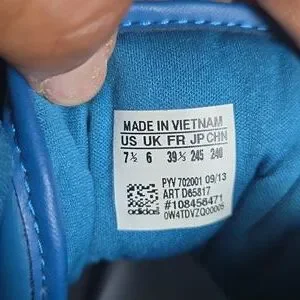 MADE IN VIETNAM
US UK FR JP CHN
7½ 6 39⅓ 245 240
PYV 702001 09/13
ART D65817
#108456471
0W4TDVZQ00005
adidas